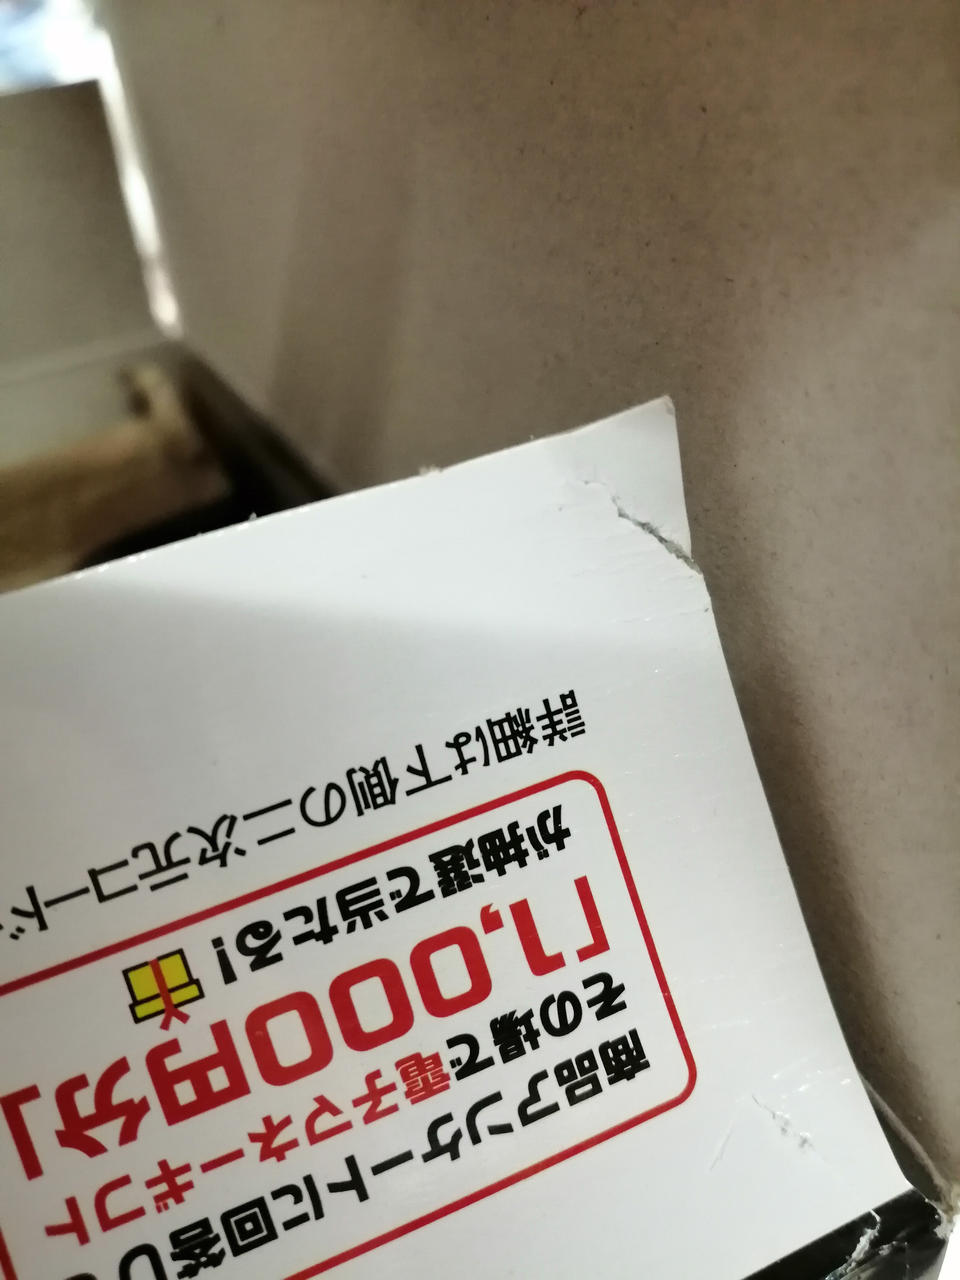 商品アンケートに回答し
その場で電子マネーギフト
「1,000円分」
が抽選で当たる!
詳細は下側の二次元コード